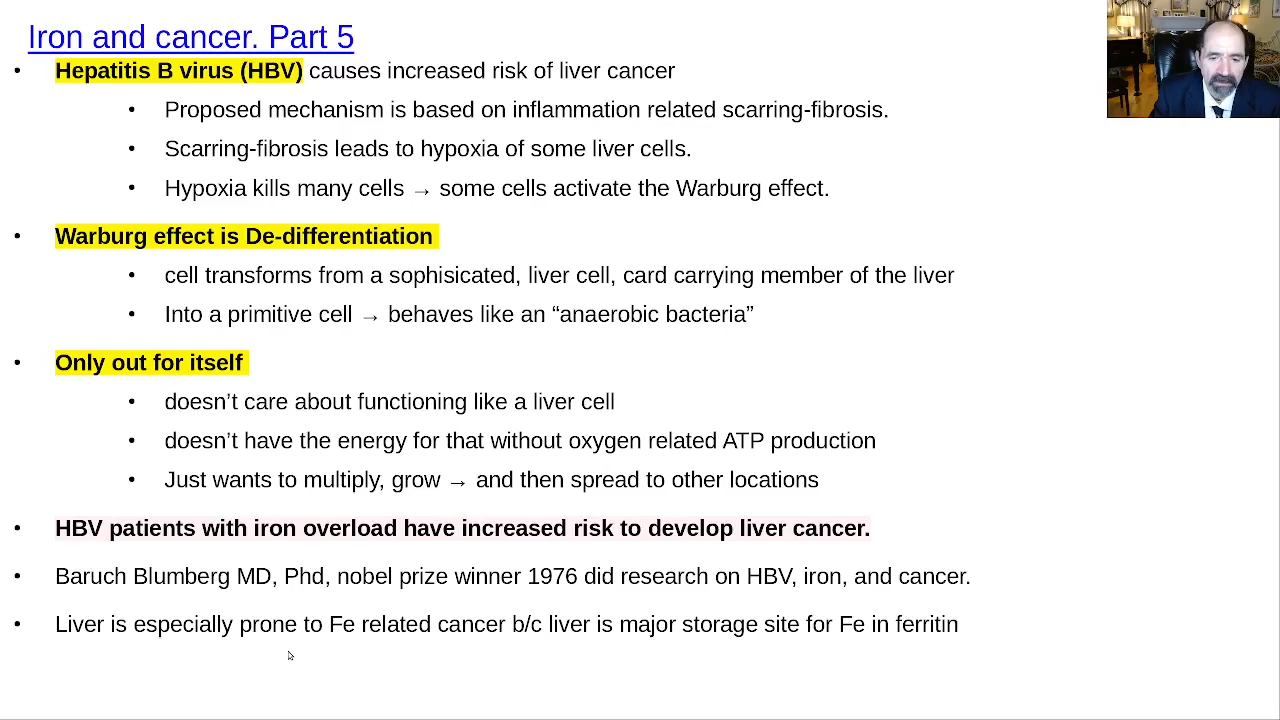 Iron and cancer. Part 5
• Hepatitis B virus (HBV) causes increased risk of liver cancer
• Proposed mechanism is based on inflammation related scarring-fibrosis.
• Scarring-fibrosis leads to hypoxia of some liver cells.
• Hypoxia kills many cells → some cells activate the Warburg effect.
• Warburg effect is De-differentiation
• cell transforms from a sophisicated, liver cell, card carrying member of the liver
• Into a primitive cell → behaves like an “anaerobic bacteria”
• Only out for itself
• doesn’t care about functioning like a liver cell
• doesn’t have the energy for that without oxygen related ATP production
• Just wants to multiply, grow → and then spread to other locations
• HBV patients with iron overload have increased risk to develop liver cancer.
• Baruch Blumberg MD, Phd, nobel prize winner 1976 did research on HBV, iron, and cancer.
• Liver is especially prone to Fe related cancer b/c liver is major storage site for Fe in ferritin